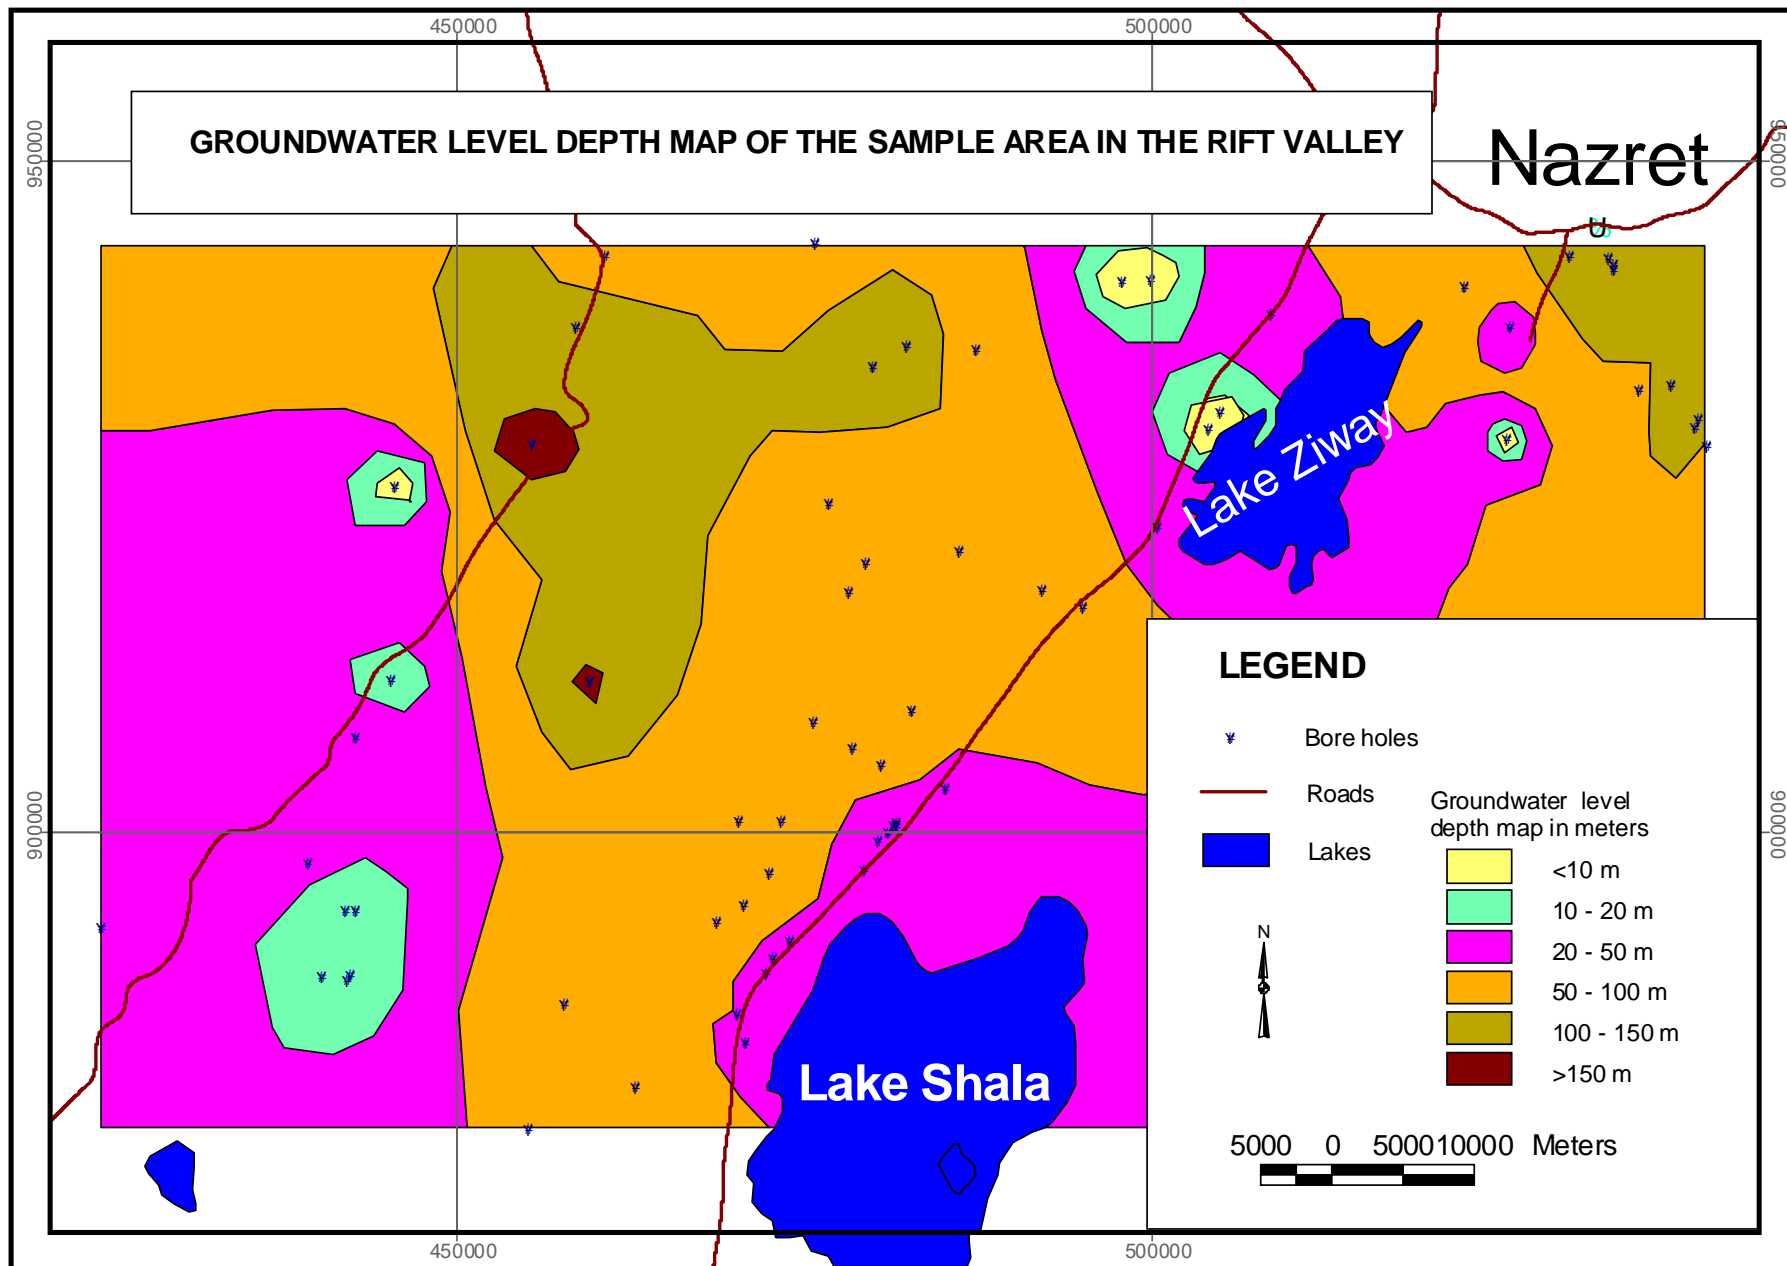 450000
500000
GROUNDWATER LEVEL DEPTH MAP OF THE SAMPLE AREA IN THE RIFT VALLEY
Nazret
950000
950000
Lake Ziway
LEGEND
Bore holes
Roads
Lakes
Groundwater level
depth map in meters
<10 m
10 - 20 m
20 - 50 m
50 - 100 m
100 - 150 m
>150 m
N
900000
900000
Lake Shala
5000 0 5000 10000 Meters
450000
500000